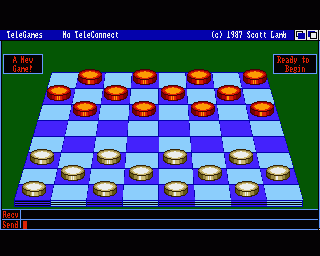 TeleGames No TeleConnect (c) 1987 Scott Lamb
A New
Game!
Ready to
Begin
Recv
Send